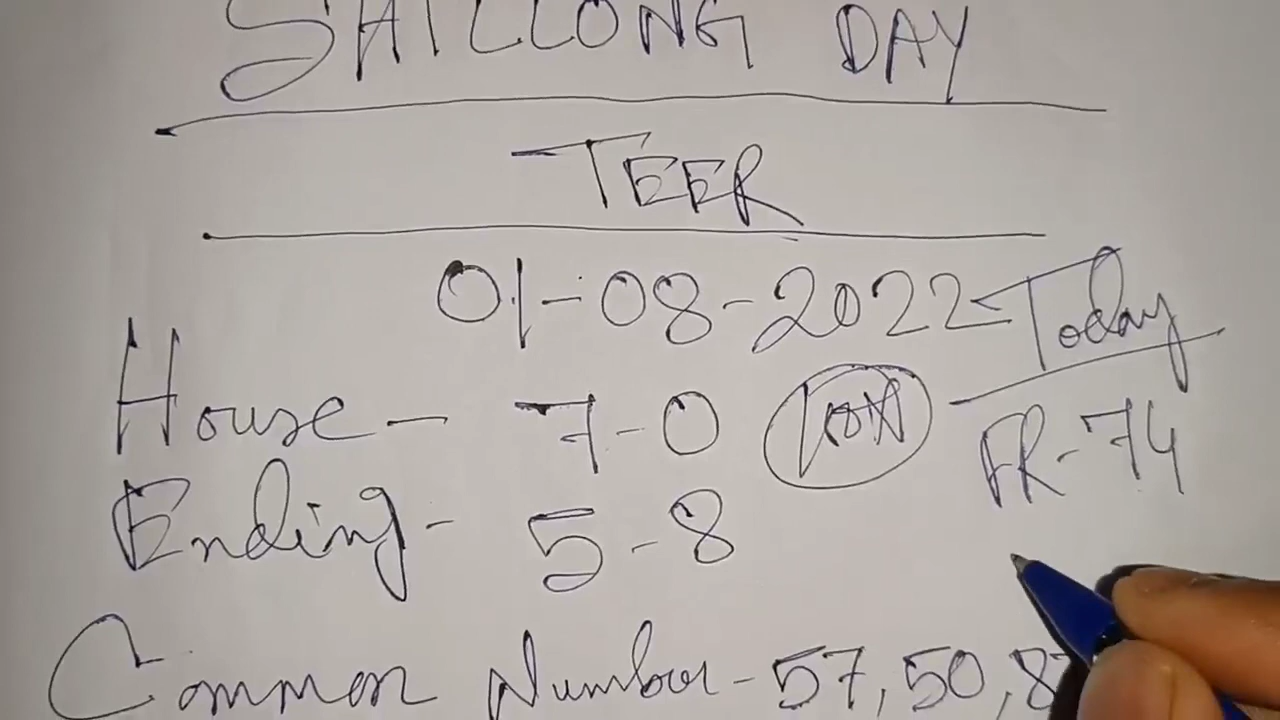 SHILLONG DAY
TEER
01-08-2022 Today
House - 7-0 FR-74
Ending - 5-8
Common Number - 57, 50, 8